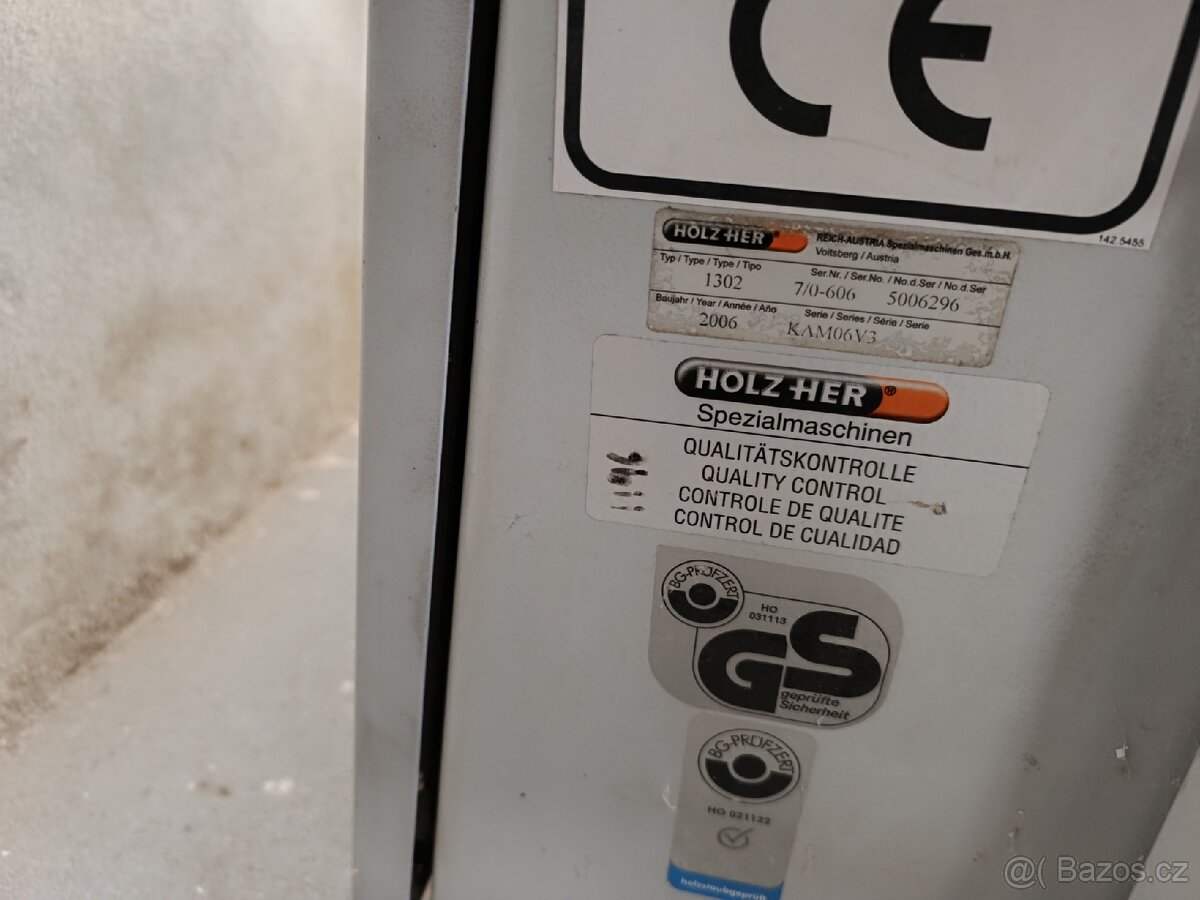 CE
142.5455
HOLZ-HER® REICH-AUSTRIA Spezialmaschinen Ges.m.b.H.
Voitsberg / Austria
Typ / Type / Type / Tipo Ser.Nr. / Ser.No. / No.d.Ser / No.d.Ser
1302 7/0-606 5006296
Baujahr / Year / Année / Año Serie / Series / Série / Serie
2006 KAM06V3
HOLZ-HER®
Spezialmaschinen
QUALITÄTSKONTROLLE
QUALITY CONTROL
CONTROLE DE QUALITE
CONTROL DE CUALIDAD
BG-PRÜFZERT
HO
031113
GS
geprüfte
Sicherheit
BG-PRÜFZERT
HO 021122
holzstaubgeprüft
@( Bazos.cz